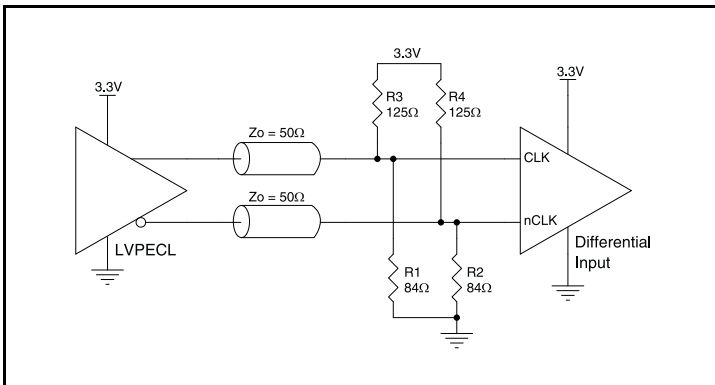 3.3V
3.3V
3.3V
R3
125Ω
R4
125Ω
Zo = 50Ω
CLK
Zo = 50Ω
nCLK
LVPECL
Differential
Input
R1
84Ω
R2
84Ω